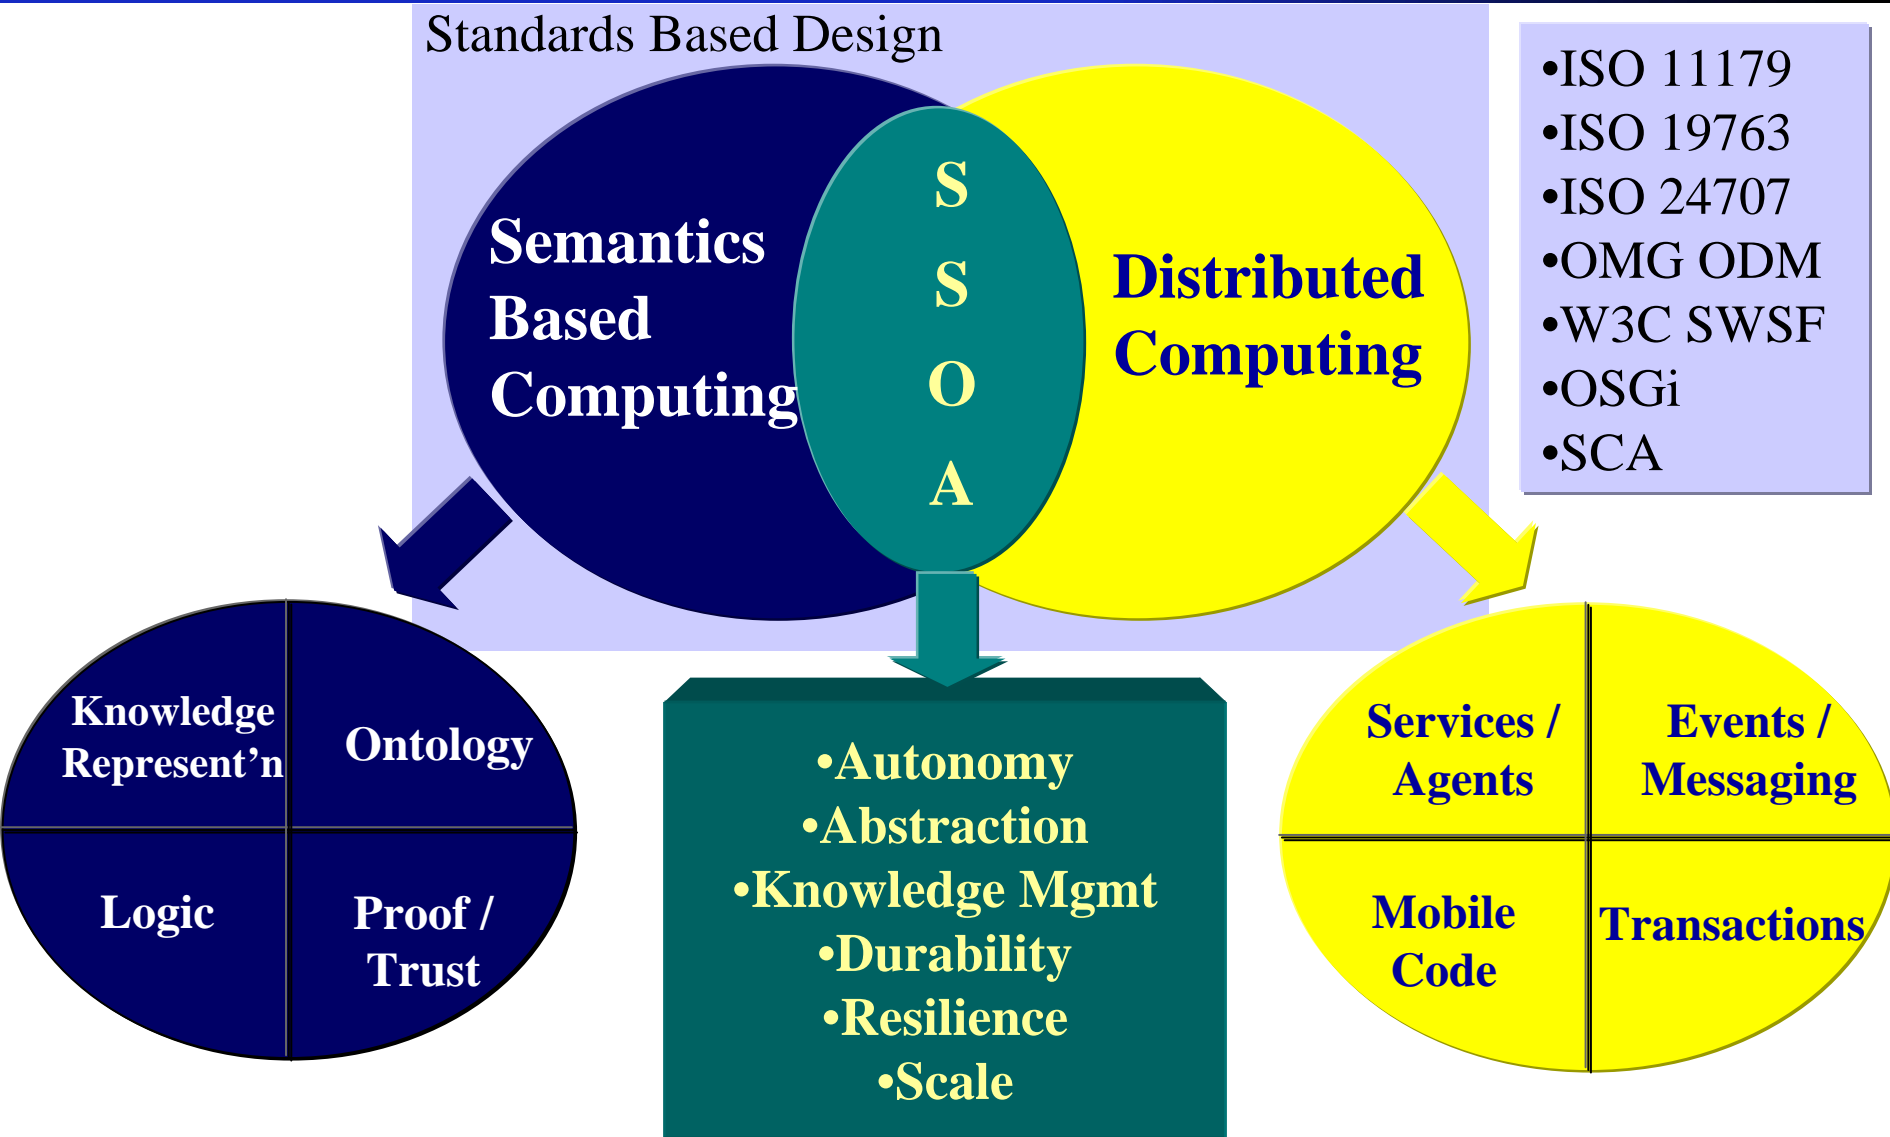 Standards Based Design
•ISO 11179
•ISO 19763
•ISO 24707
•OMG ODM
•W3C SWSF
•OSGi
•SCA
Semantics
Based
Computing
S
S
O
A
Distributed
Computing
Knowledge
Represent’n
Ontology
Logic
Proof /
Trust
•Autonomy
•Abstraction
•Knowledge Mgmt
•Durability
•Resilience
•Scale
Services /
Agents
Events /
Messaging
Mobile
Code
Transactions